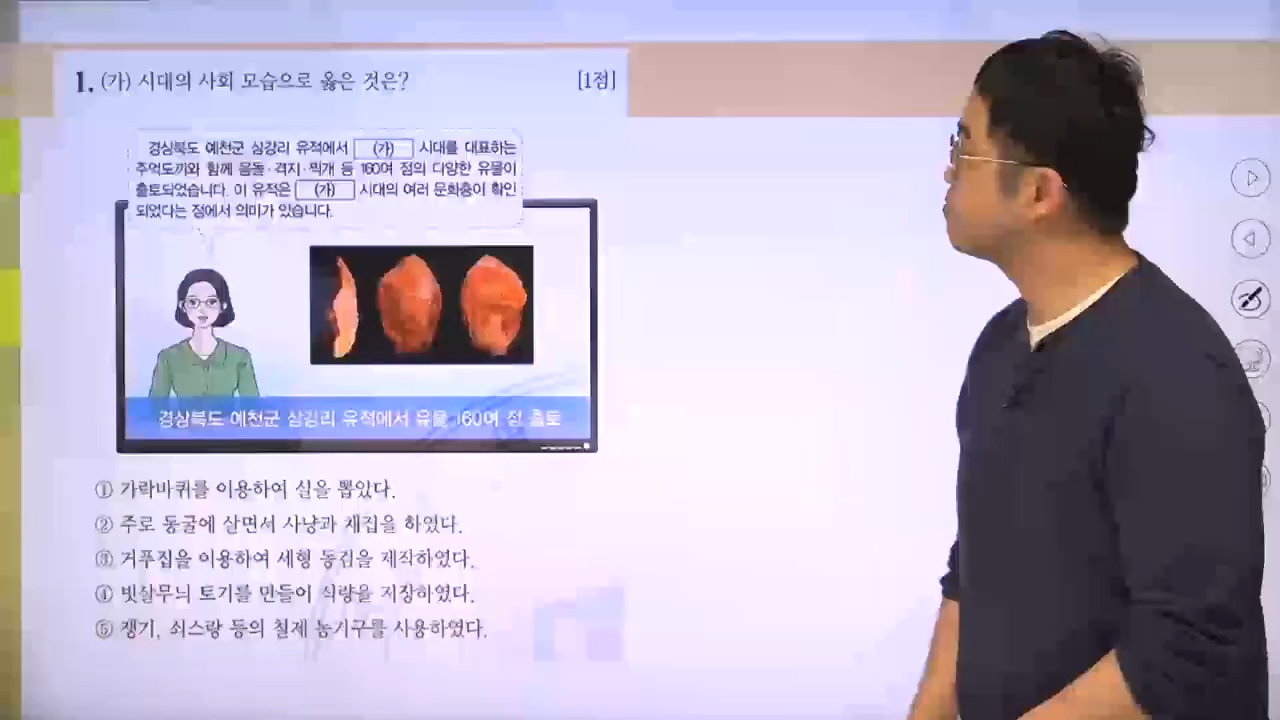 1. (가) 시대의 사회 모습으로 옳은 것은? [1점]
경상북도 예천군 삼강리 유적에서 (가) 시대를 대표하는
주먹도끼와 함께 몸돌·격지·찍개 등 160여 점의 다양한 유물이
출토되었습니다. 이 유적은 (가) 시대의 여러 문화층이 확인
되었다는 점에서 의미가 있습니다.
경상북도 예천군 삼강리 유적에서 유물 160여 점 출토
① 가락바퀴를 이용하여 실을 뽑았다.
② 주로 동굴에 살면서 사냥과 채집을 하였다.
③ 거푸집을 이용하여 세형 동검을 제작하였다.
④ 빗살무늬 토기를 만들어 식량을 저장하였다.
⑤ 쟁기, 쇠스랑 등의 철제 농기구를 사용하였다.